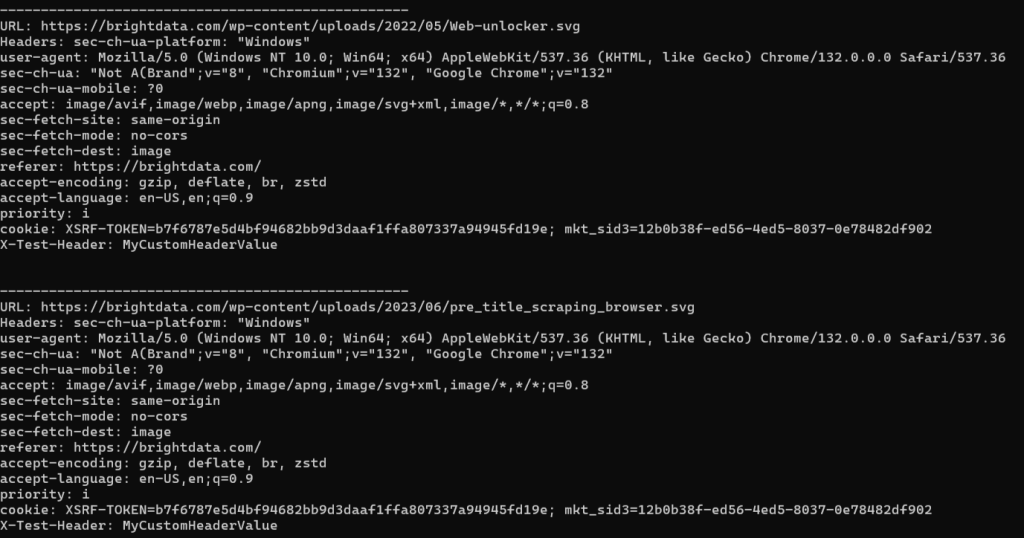 --------------------------------------------------
URL: https://brightdata.com/wp-content/uploads/2022/05/Web-unlocker.svg
Headers: sec-ch-ua-platform: "Windows"
user-agent: Mozilla/5.0 (Windows NT 10.0; Win64; x64) AppleWebKit/537.36 (KHTML, like Gecko) Chrome/132.0.0.0 Safari/537.36
sec-ch-ua: "Not A(Brand";v="8", "Chromium";v="132", "Google Chrome";v="132"
sec-ch-ua-mobile: ?0
accept: image/avif,image/webp,image/apng,image/svg+xml,image/*,*/*;q=0.8
sec-fetch-site: same-origin
sec-fetch-mode: no-cors
sec-fetch-dest: image
referer: https://brightdata.com/
accept-encoding: gzip, deflate, br, zstd
accept-language: en-US,en;q=0.9
priority: i
cookie: XSRF-TOKEN=b7f6787e5d4bf94682bb9d3daaf1ffa807337a94945fd19e; mkt_sid3=12b0b38f-ed56-4ed5-8037-0e78482df902
X-Test-Header: MyCustomHeaderValue
--------------------------------------------------
URL: https://brightdata.com/wp-content/uploads/2023/06/pre_title_scraping_browser.svg
Headers: sec-ch-ua-platform: "Windows"
user-agent: Mozilla/5.0 (Windows NT 10.0; Win64; x64) AppleWebKit/537.36 (KHTML, like Gecko) Chrome/132.0.0.0 Safari/537.36
sec-ch-ua: "Not A(Brand";v="8", "Chromium";v="132", "Google Chrome";v="132"
sec-ch-ua-mobile: ?0
accept: image/avif,image/webp,image/apng,image/svg+xml,image/*,*/*;q=0.8
sec-fetch-site: same-origin
sec-fetch-mode: no-cors
sec-fetch-dest: image
referer: https://brightdata.com/
accept-encoding: gzip, deflate, br, zstd
accept-language: en-US,en;q=0.9
priority: i
cookie: XSRF-TOKEN=b7f6787e5d4bf94682bb9d3daaf1ffa807337a94945fd19e; mkt_sid3=12b0b38f-ed56-4ed5-8037-0e78482df902
X-Test-Header: MyCustomHeaderValue